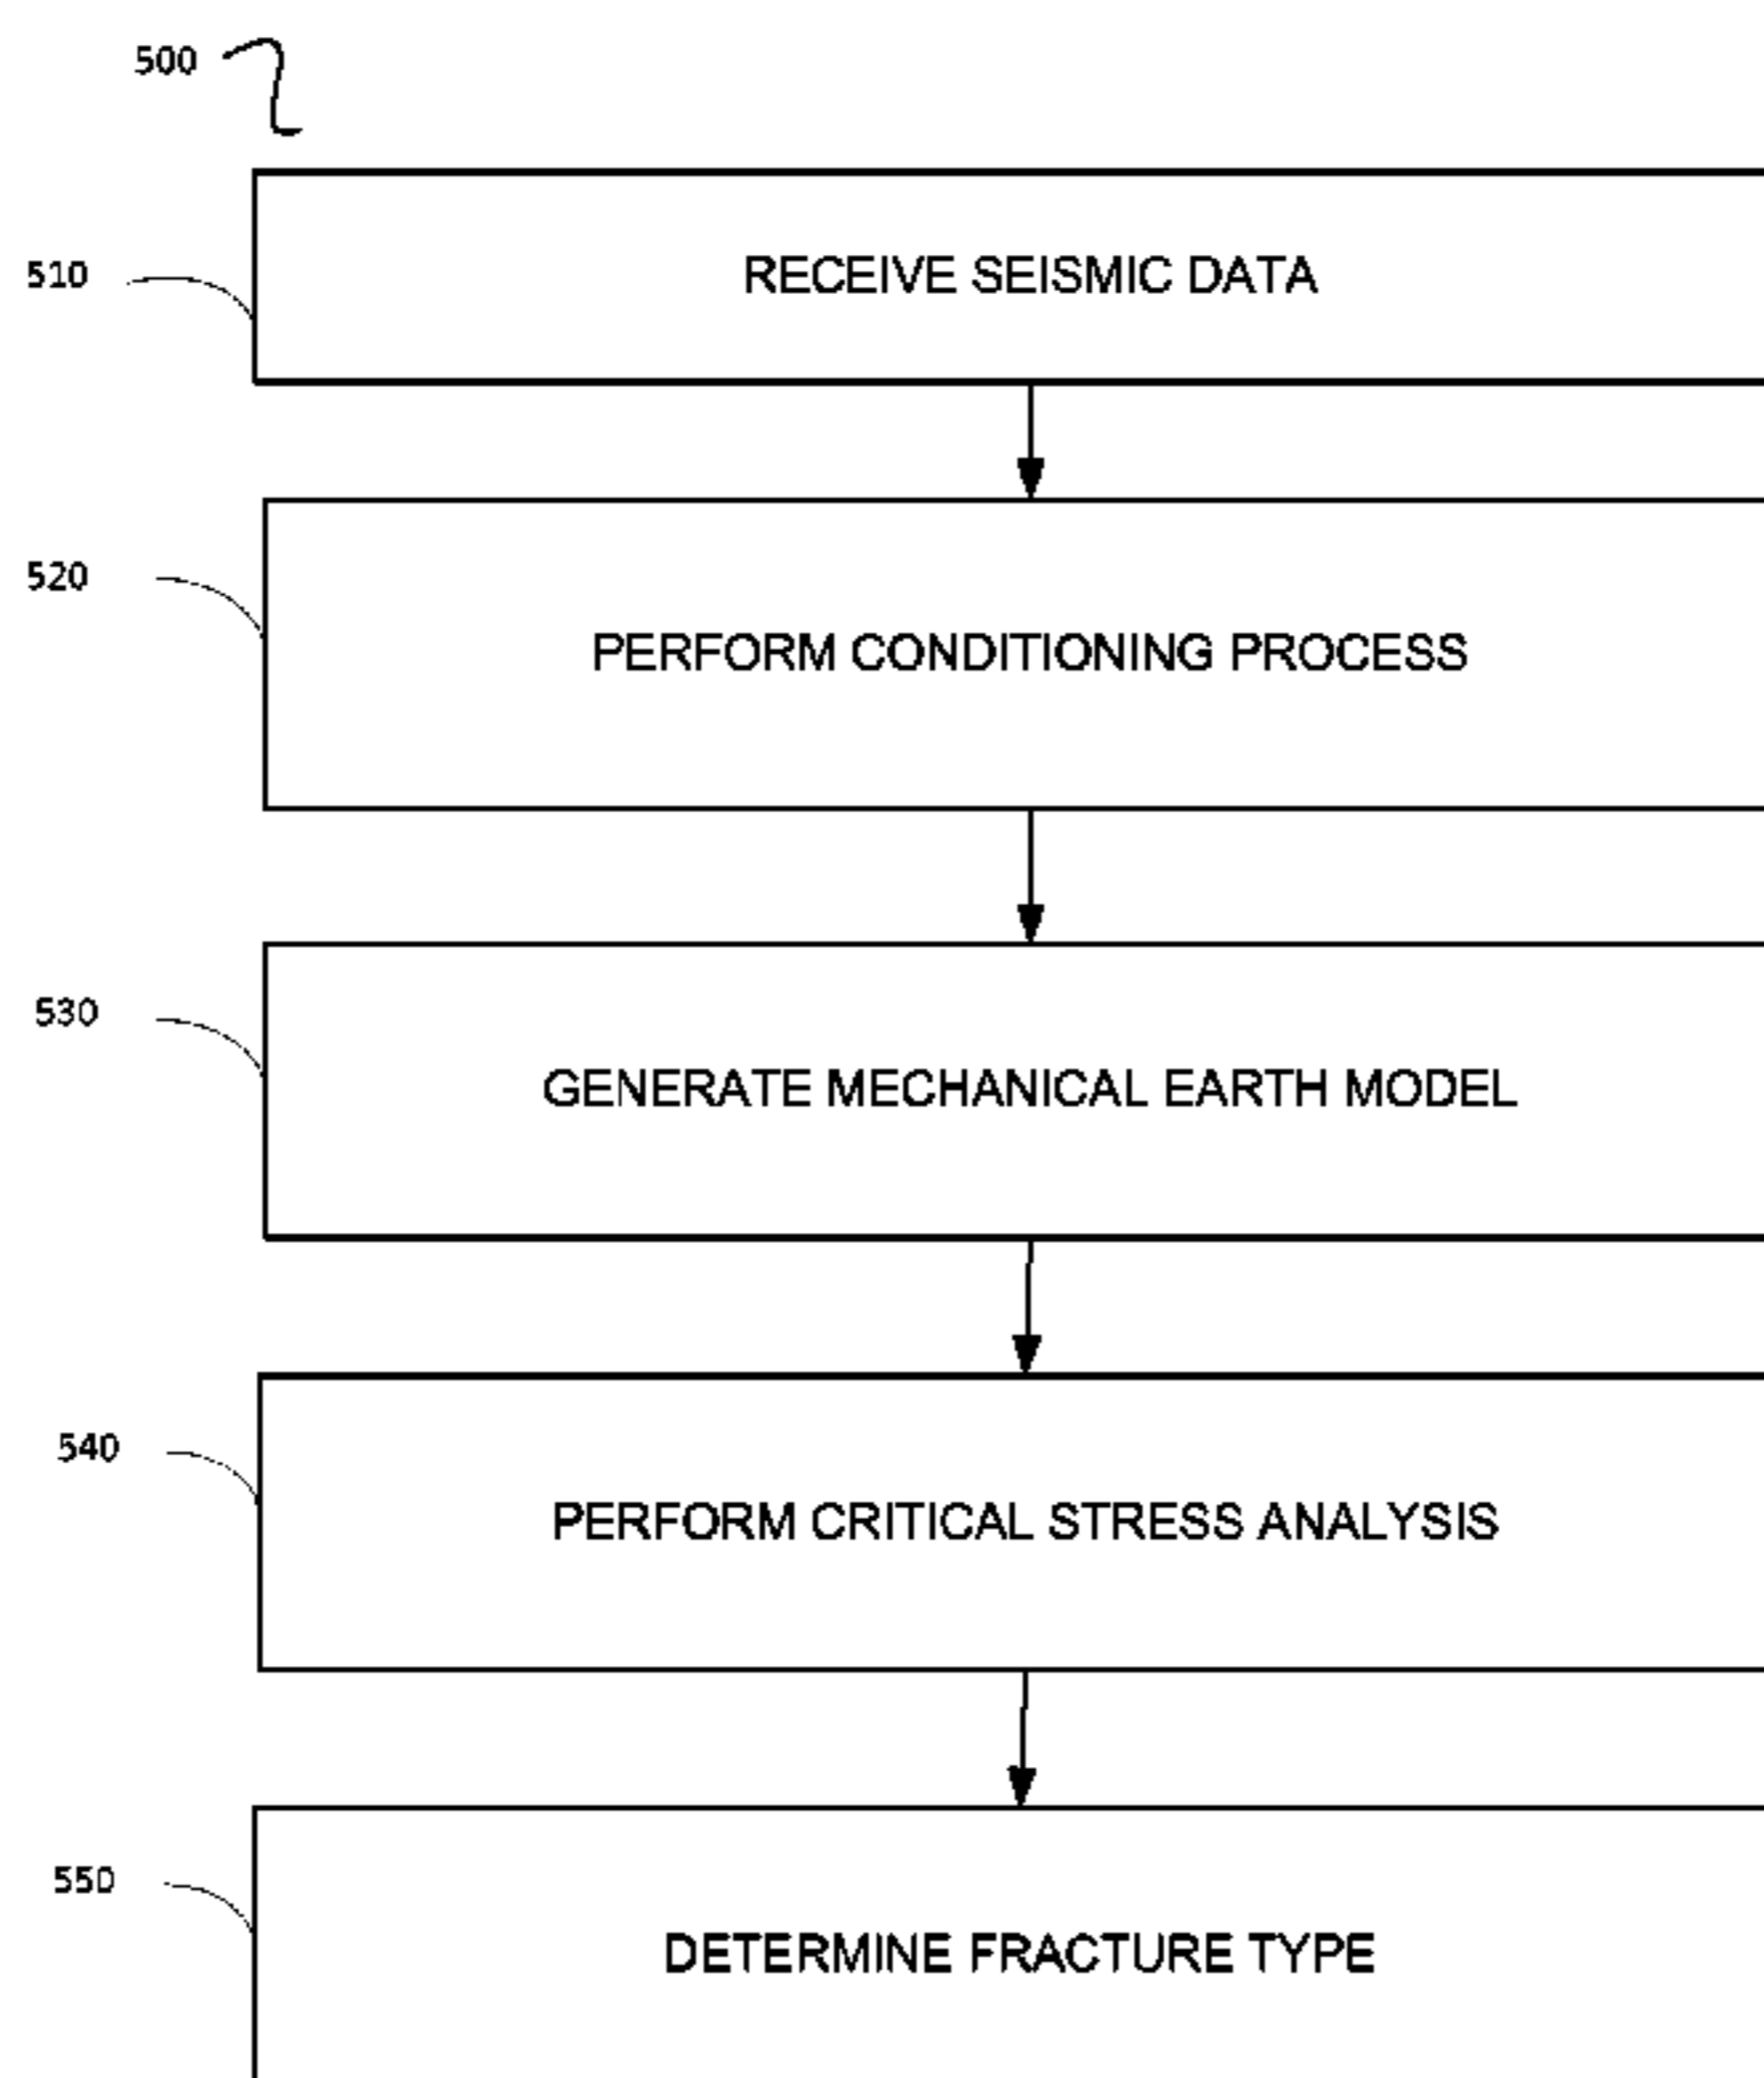 500
510
RECEIVE SEISMIC DATA
520
PERFORM CONDITIONING PROCESS
530
GENERATE MECHANICAL EARTH MODEL
540
PERFORM CRITICAL STRESS ANALYSIS
550
DETERMINE FRACTURE TYPE